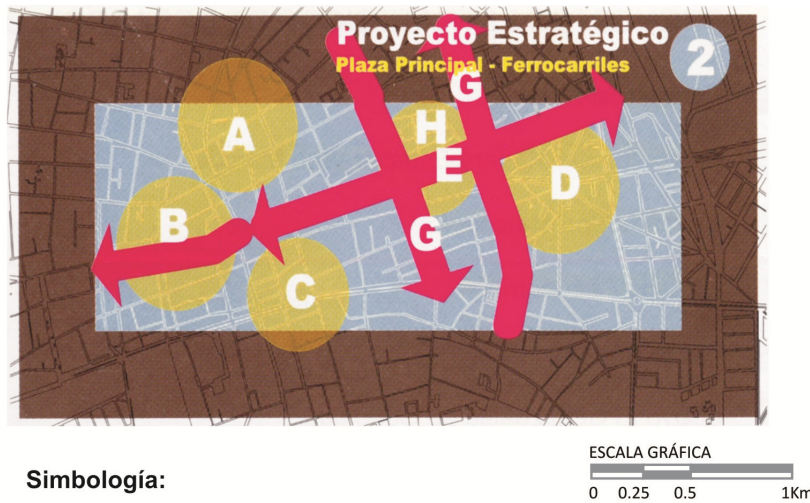 Proyecto Estratégico
2
Plaza Principal - Ferrocarriles
G
A
H
E
D
B
G
C
ESCALA GRÁFICA
Simbología:
0 0.25 0.5 1Km